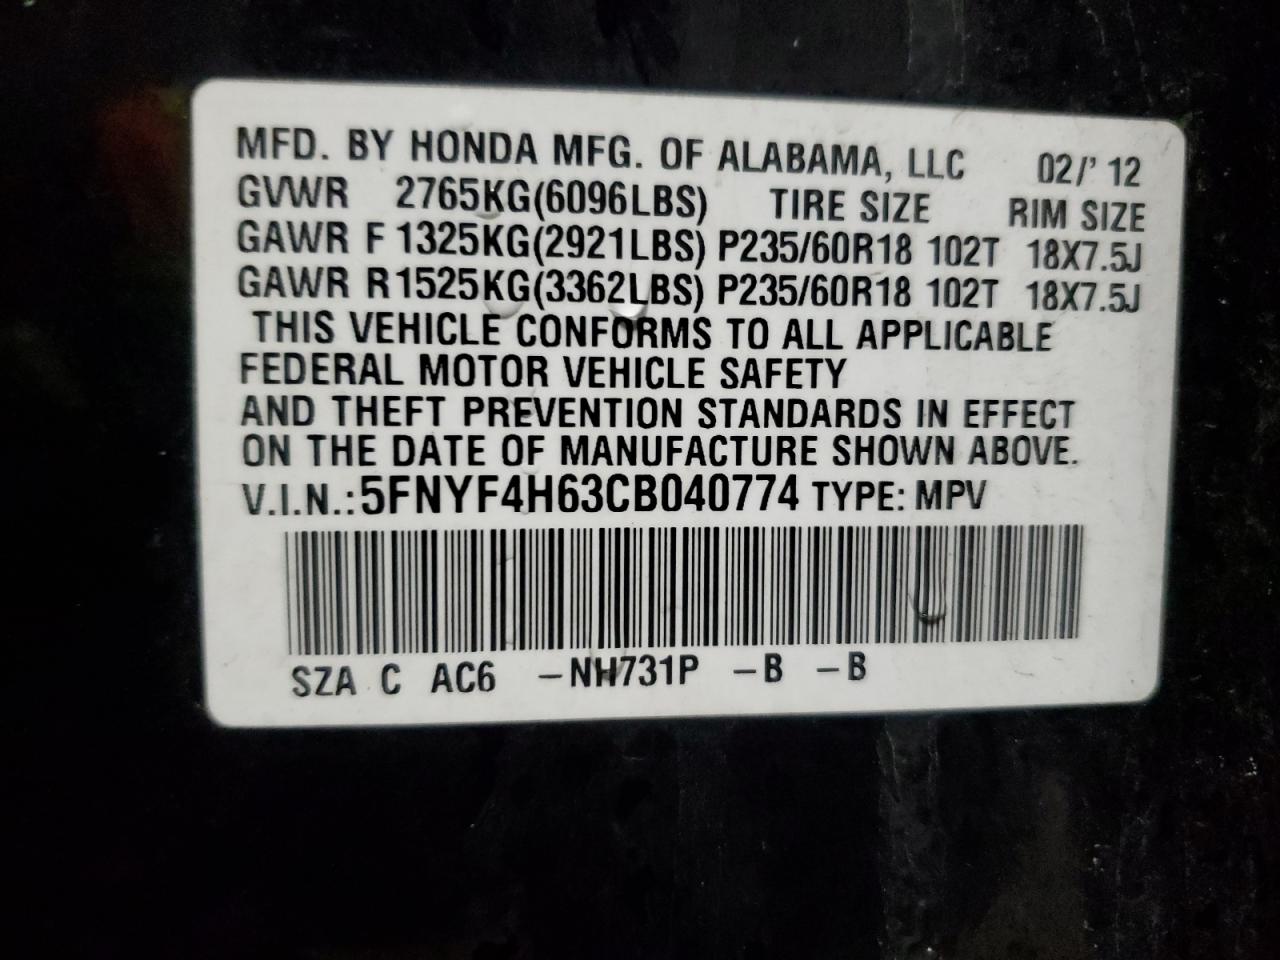 MFD. BY HONDA MFG. OF ALABAMA, LLC 02/' 12
GVWR 2765KG(6096LBS) TIRE SIZE RIM SIZE
GAWR F 1325KG(2921LBS) P235/60R18 102T 18X7.5J
GAWR R 1525KG(3362LBS) P235/60R18 102T 18X7.5J
THIS VEHICLE CONFORMS TO ALL APPLICABLE
FEDERAL MOTOR VEHICLE SAFETY
AND THEFT PREVENTION STANDARDS IN EFFECT
ON THE DATE OF MANUFACTURE SHOWN ABOVE.
V.I.N.: 5FNYF4H63CB040774 TYPE: MPV
SZA C AC6 -NH731P -B -B